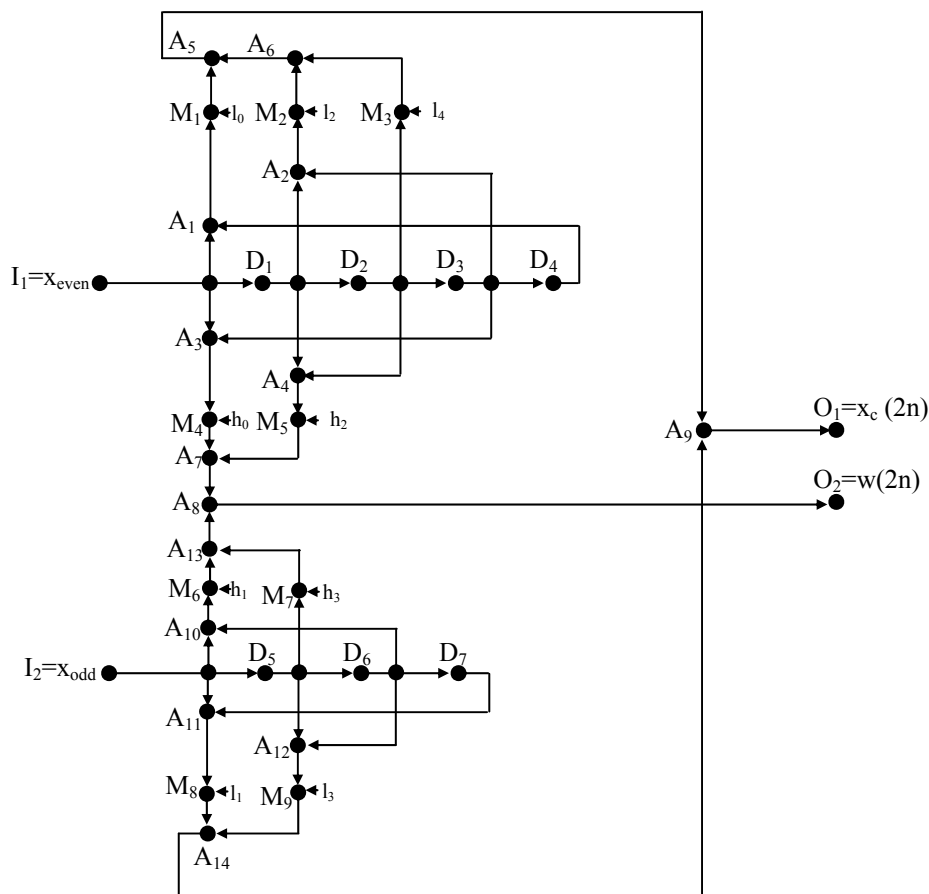 A5 A6
M1 l0 M2 l2 M3 l4
A2
A1
I1=xeven D1 D2 D3 D4
A3
A4
M4 h0 M5 h2
A7
A9 O1=xc (2n)
A8 O2=w(2n)
A13
M6 h1 M7 h3
A10
I2=xodd D5 D6 D7
A11
A12
M8 l1 M9 l3
A14